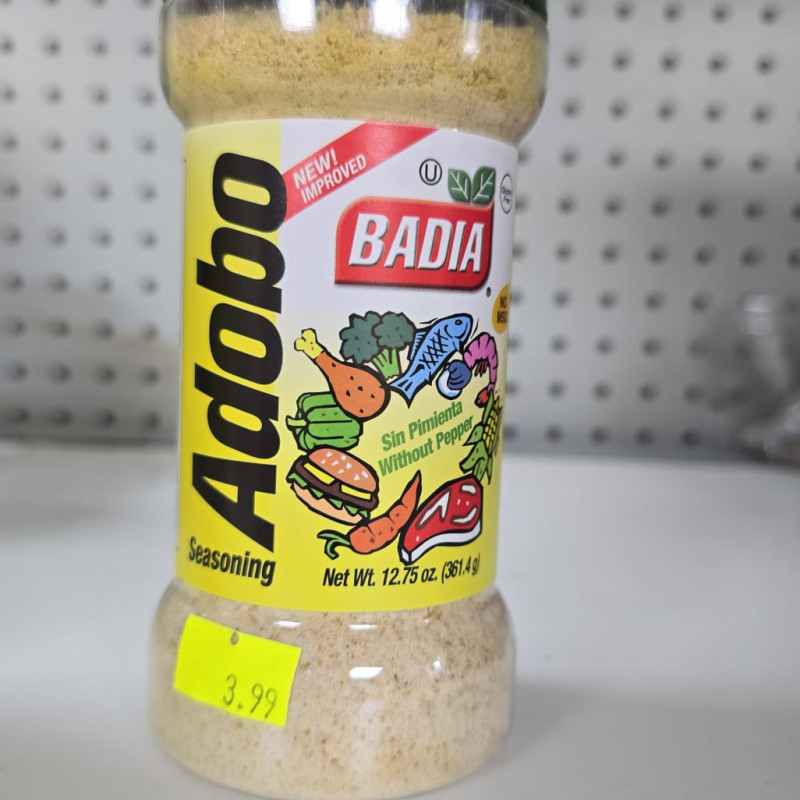 Adobo
Seasoning
NEW!
IMPROVED
U
BADIA
®
NO
MSG
Sin Pimienta
Without Pepper
Net Wt. 12.75 oz. (361.4 g)
3.99